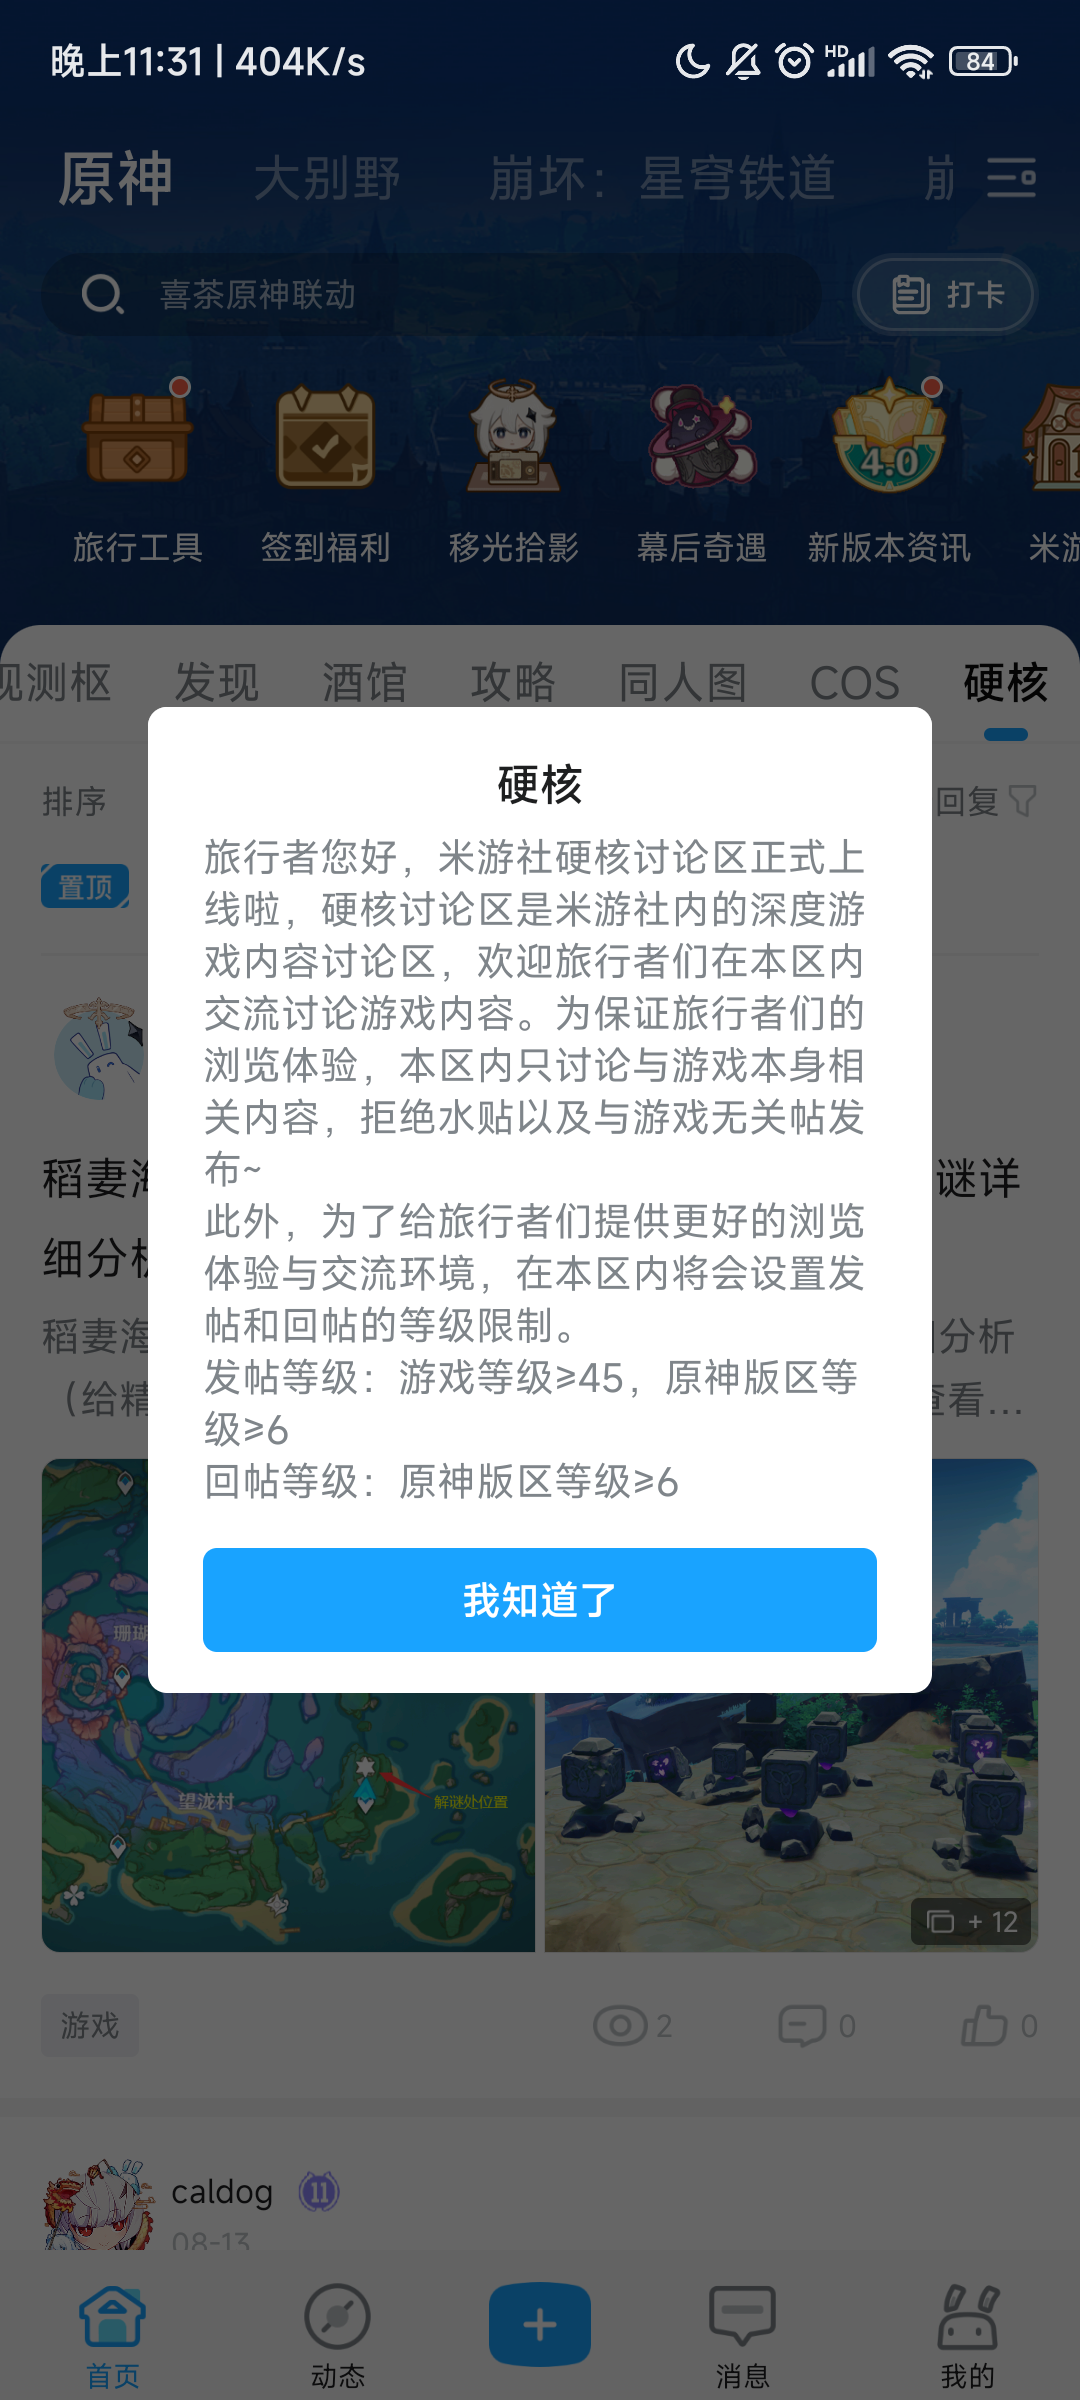 晚上11:31 | 404K/s
HD
84
原神 大别野 崩坏：星穹铁道
喜茶原神联动
打卡
4.0
旅行工具 签到福利 移光拾影 幕后奇遇 新版本资讯 米游
观测枢 发现 酒馆 攻略 同人图 COS 硬核
排序
回复
置顶
硬核
旅行者您好，米游社硬核讨论区正式上
线啦，硬核讨论区是米游社内的深度游
戏内容讨论区，欢迎旅行者们在本区内
交流讨论游戏内容。为保证旅行者们的
浏览体验，本区内只讨论与游戏本身相
关内容，拒绝水贴以及与游戏无关帖发
布~
此外，为了给旅行者们提供更好的浏览
体验与交流环境，在本区内将会设置发
帖和回帖的等级限制。
发帖等级：游戏等级≥45，原神版区等
级≥6
回帖等级：原神版区等级≥6
我知道了
稻妻海 谜详
细分析
稻妻海 分析
（给精 查看...
珊瑚
望泷村
解谜处位置
+ 12
游戏
2
0
0
caldog
11
08-13
首页 动态 消息 我的